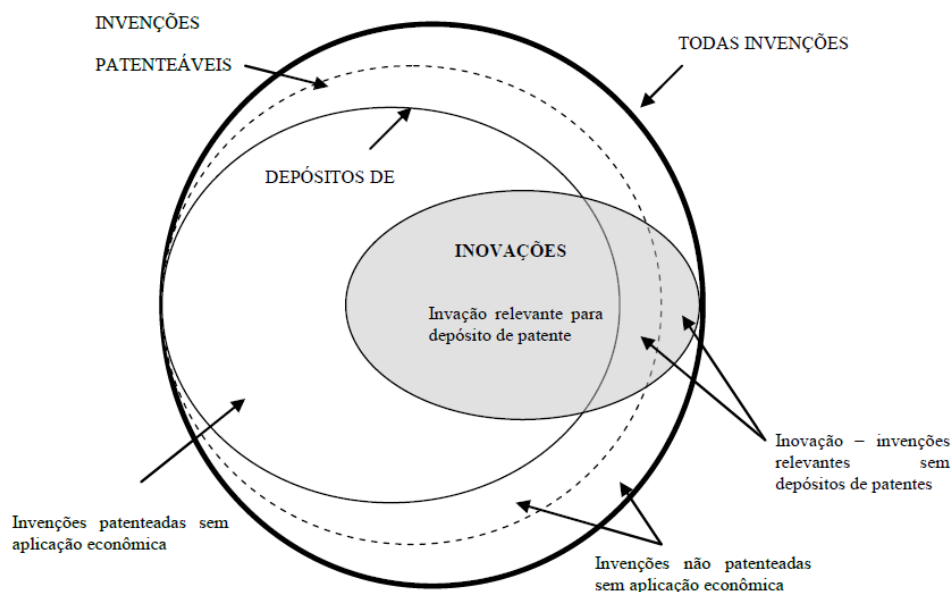 INVENÇÕES
PATENTEÁVEIS
TODAS INVENÇÕES
DEPÓSITOS DE
INOVAÇÕES
Invação relevante para
depósito de patente
Inovação – invenções
relevantes sem
depósitos de patentes
Invenções patenteadas sem
aplicação econômica
Invenções não patenteadas
sem aplicação econômica